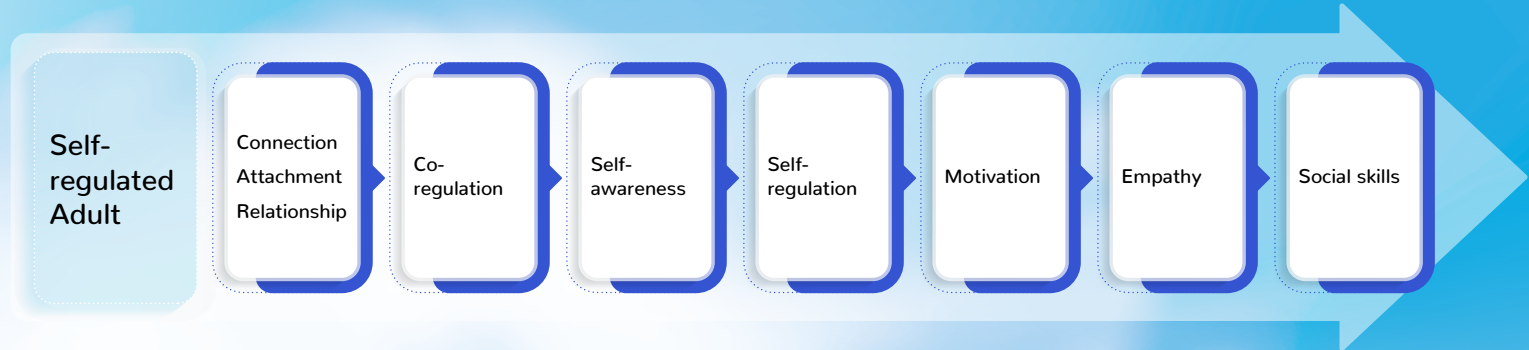 Self-
regulated
Adult
Connection
Attachment
Relationship
Co-
regulation
Self-
awareness
Self-
regulation
Motivation
Empathy
Social skills